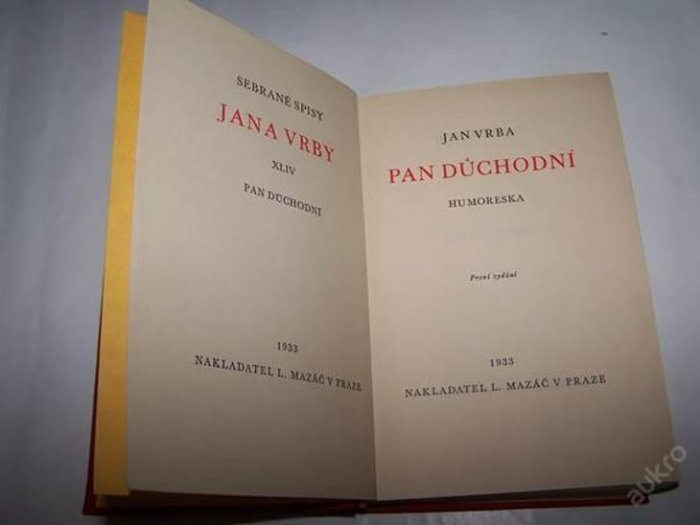 SEBRANÉ SPISY
JANA VRBY
XLIV
PAN DŮCHODNÍ
1933
NAKLADATEL L. MAZÁČ V PRAZE
JAN VRBA
PAN DŮCHODNÍ
HUMORESKA
První vydání
1933
NAKLADATEL L. MAZÁČ V PRAZE
aukro